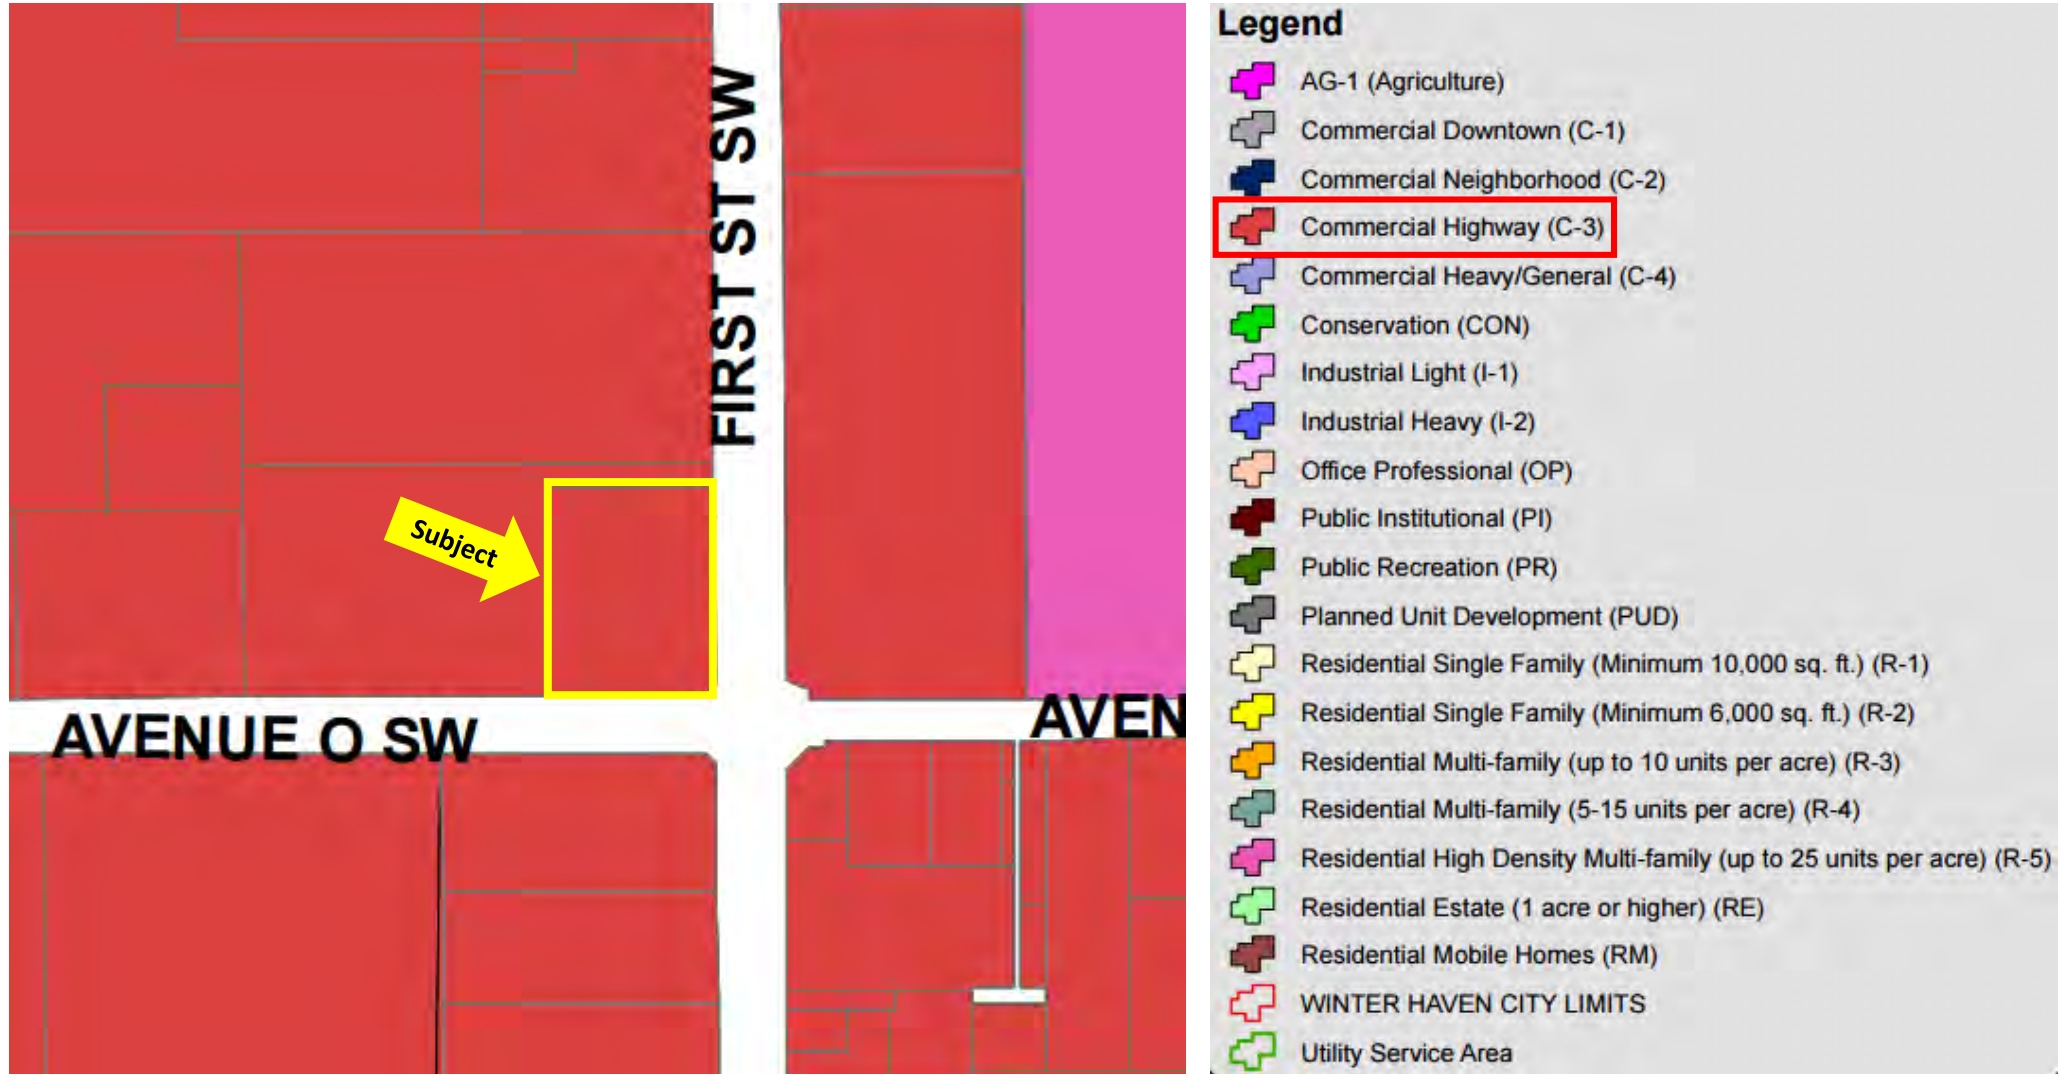 FIRST ST SW
Subject
AVENUE O SW
AVEN
Legend
AG-1 (Agriculture)
Commercial Downtown (C-1)
Commercial Neighborhood (C-2)
Commercial Highway (C-3)
Commercial Heavy/General (C-4)
Conservation (CON)
Industrial Light (I-1)
Industrial Heavy (I-2)
Office Professional (OP)
Public Institutional (PI)
Public Recreation (PR)
Planned Unit Development (PUD)
Residential Single Family (Minimum 10,000 sq. ft.) (R-1)
Residential Single Family (Minimum 6,000 sq. ft.) (R-2)
Residential Multi-family (up to 10 units per acre) (R-3)
Residential Multi-family (5-15 units per acre) (R-4)
Residential High Density Multi-family (up to 25 units per acre) (R-5)
Residential Estate (1 acre or higher) (RE)
Residential Mobile Homes (RM)
WINTER HAVEN CITY LIMITS
Utility Service Area